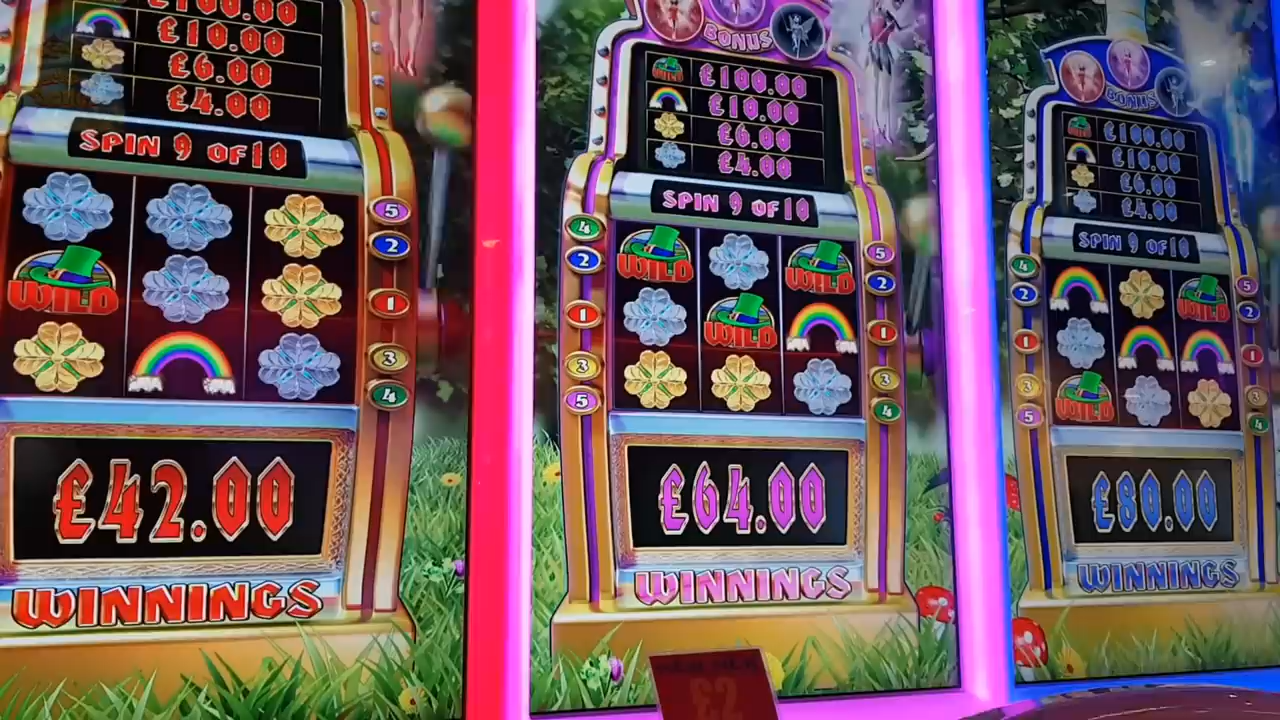 £100.00
£10.00
£6.00
£4.00
SPIN 9 OF 10
5
2
WILD
1
3
4
£42.00
WINNINGS
BONUS
£100.00
£10.00
£6.00
£4.00
SPIN 9 OF 10
4
5
WILD
WILD
2
2
1
WILD
1
3
3
5
4
£64.00
WINNINGS
£2
BONUS
£100.00
£10.00
£6.00
£4.00
SPIN 9 OF 10
4
5
2
WILD
2
1
1
3
WILD
3
5
4
£80.00
WINNINGS